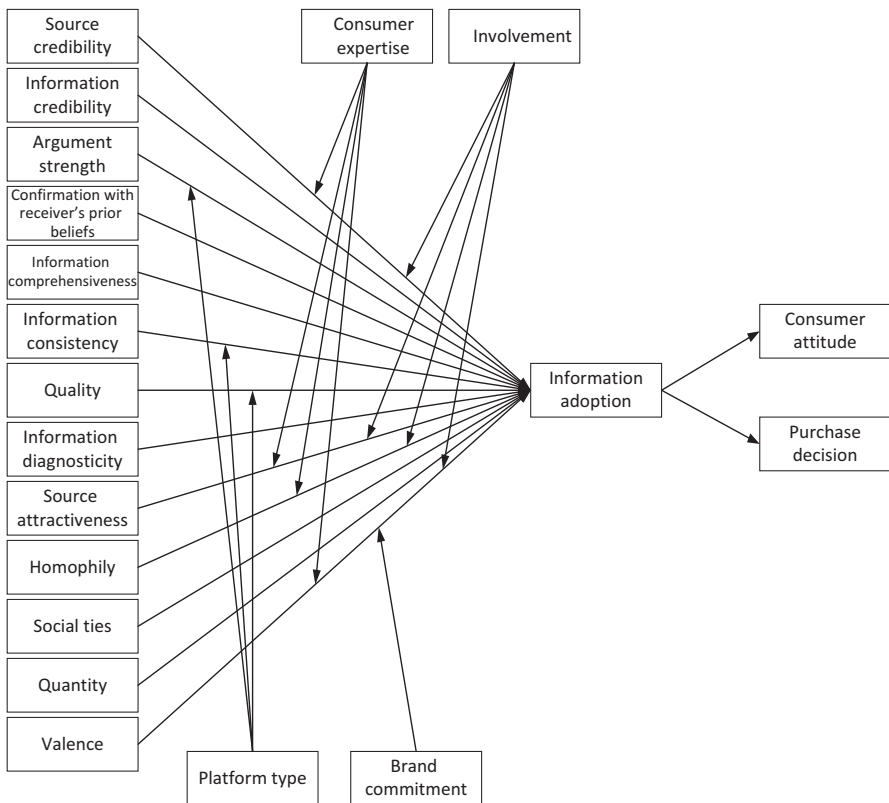 Source
credibility
Consumer
expertise
Involvement
Information
credibility
Argument
strength
Confirmation with
receiver's prior
beliefs
Information
comprehensiveness
Information
consistency
Quality
Information
diagnosticity
Source
attractiveness
Homophily
Social ties
Quantity
Valence
Platform type
Brand
commitment
Information
adoption
Consumer
attitude
Purchase
decision